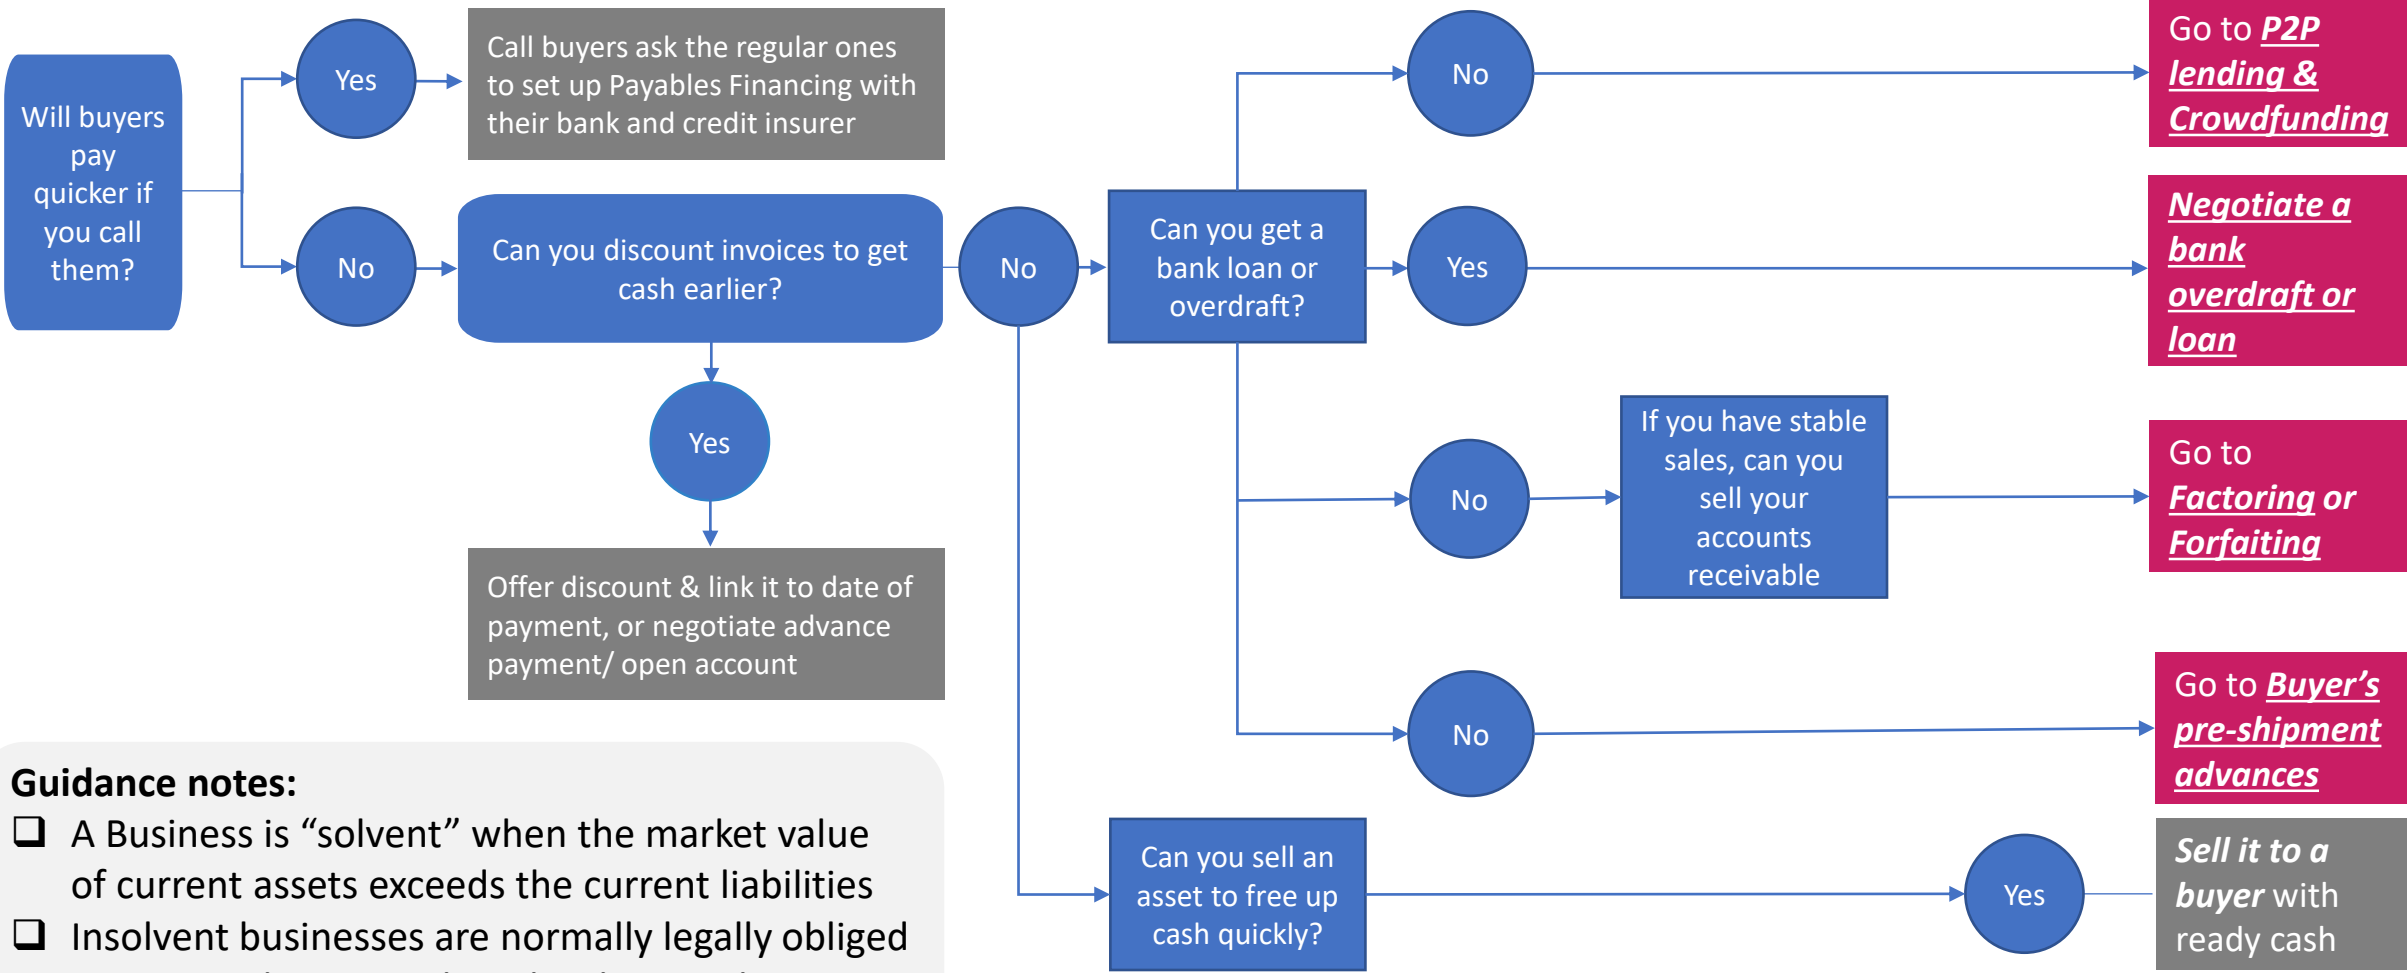 Will buyers
pay
quicker if
you call
them?
Yes
Call buyers ask the regular ones
to set up Payables Financing with
their bank and credit insurer
No
Can you discount invoices to get
cash earlier?
Yes
Offer discount & link it to date of
payment, or negotiate advance
payment/ open account
No
Can you get a
bank loan or
overdraft?
No
Go to P2P
lending &
Crowdfunding
Yes
Negotiate a
bank
overdraft or
loan
No
If you have stable
sales, can you
sell your
accounts
receivable
Go to
Factoring or
Forfaiting
No
Go to Buyer’s
pre-shipment
advances
Can you sell an
asset to free up
cash quickly?
Yes
Sell it to a
buyer with
ready cash
Guidance notes:
❑ A Business is “solvent” when the market value
of current assets exceeds the current liabilities
❑ Insolvent businesses are normally legally obliged